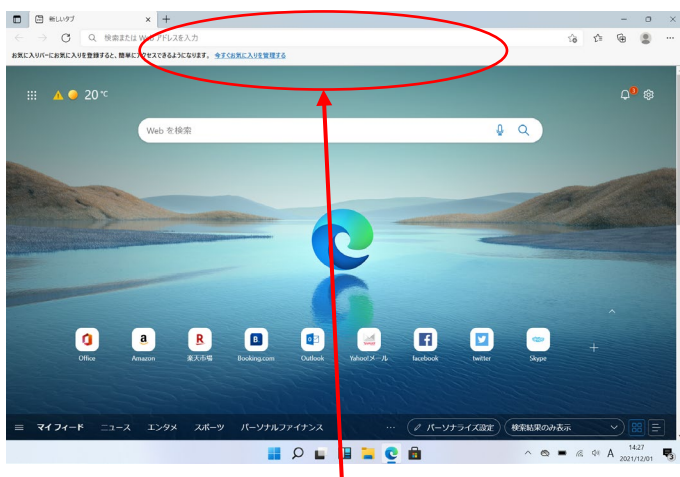 新しいタブ
検索または Web アドレスを入力
お気に入りバーにお気に入りを登録すると、簡単にアクセスできるようになります。 今すぐお気に入りを管理する
20 ℃
3
Web を検索
a
R
B.
Office
Amazon
楽天市場
Booking.com
Outlook
Yahoo!メール
facebook
twitter
Skype
マイフィード ニュース エンタメ スポーツ パーソナルファイナンス ... パーソナライズ設定 検索結果のみ表示
A 14:27
2021/12/01
3